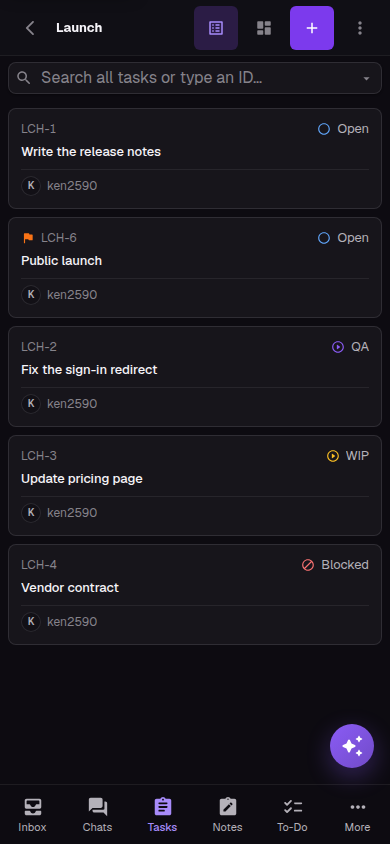 Launch
Search all tasks or type an ID...
LCH-1 Open
Write the release notes
K ken2590
LCH-6 Open
Public launch
K ken2590
LCH-2 QA
Fix the sign-in redirect
K ken2590
LCH-3 WIP
Update pricing page
K ken2590
LCH-4 Blocked
Vendor contract
K ken2590
Inbox Chats Tasks Notes To-Do More